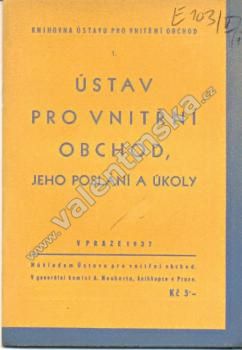 E 103/
KNIHOVNA ÚSTAVU PRO VNITŘNÍ OBCHOD
1.
ÚSTAV
PRO VNITŘNÍ
OBCHOD,
JEHO POSLÁNÍ A ÚKOLY
www.valentinska.cz
V PRAZE 1937
Nákladem Ústavu pro vnitřní obchod.
V generální komisi A. Neuberta, knihkupce v Praze.
Kč 5·–